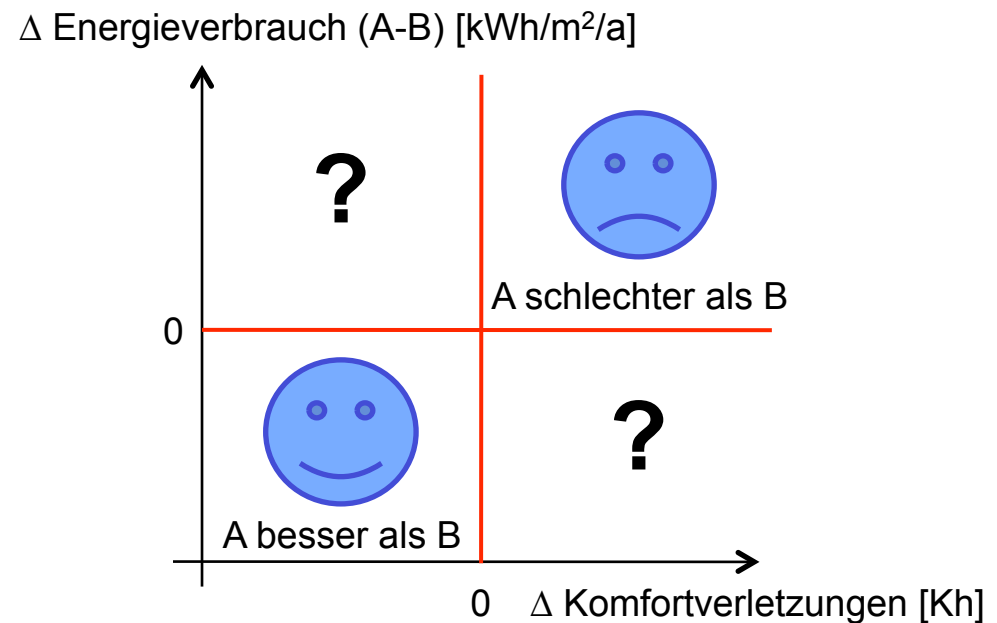 Δ Energieverbrauch (A-B) [kWh/m²/a]
?
A schlechter als B
0
?
A besser als B
0 Δ Komfortverletzungen [Kh]